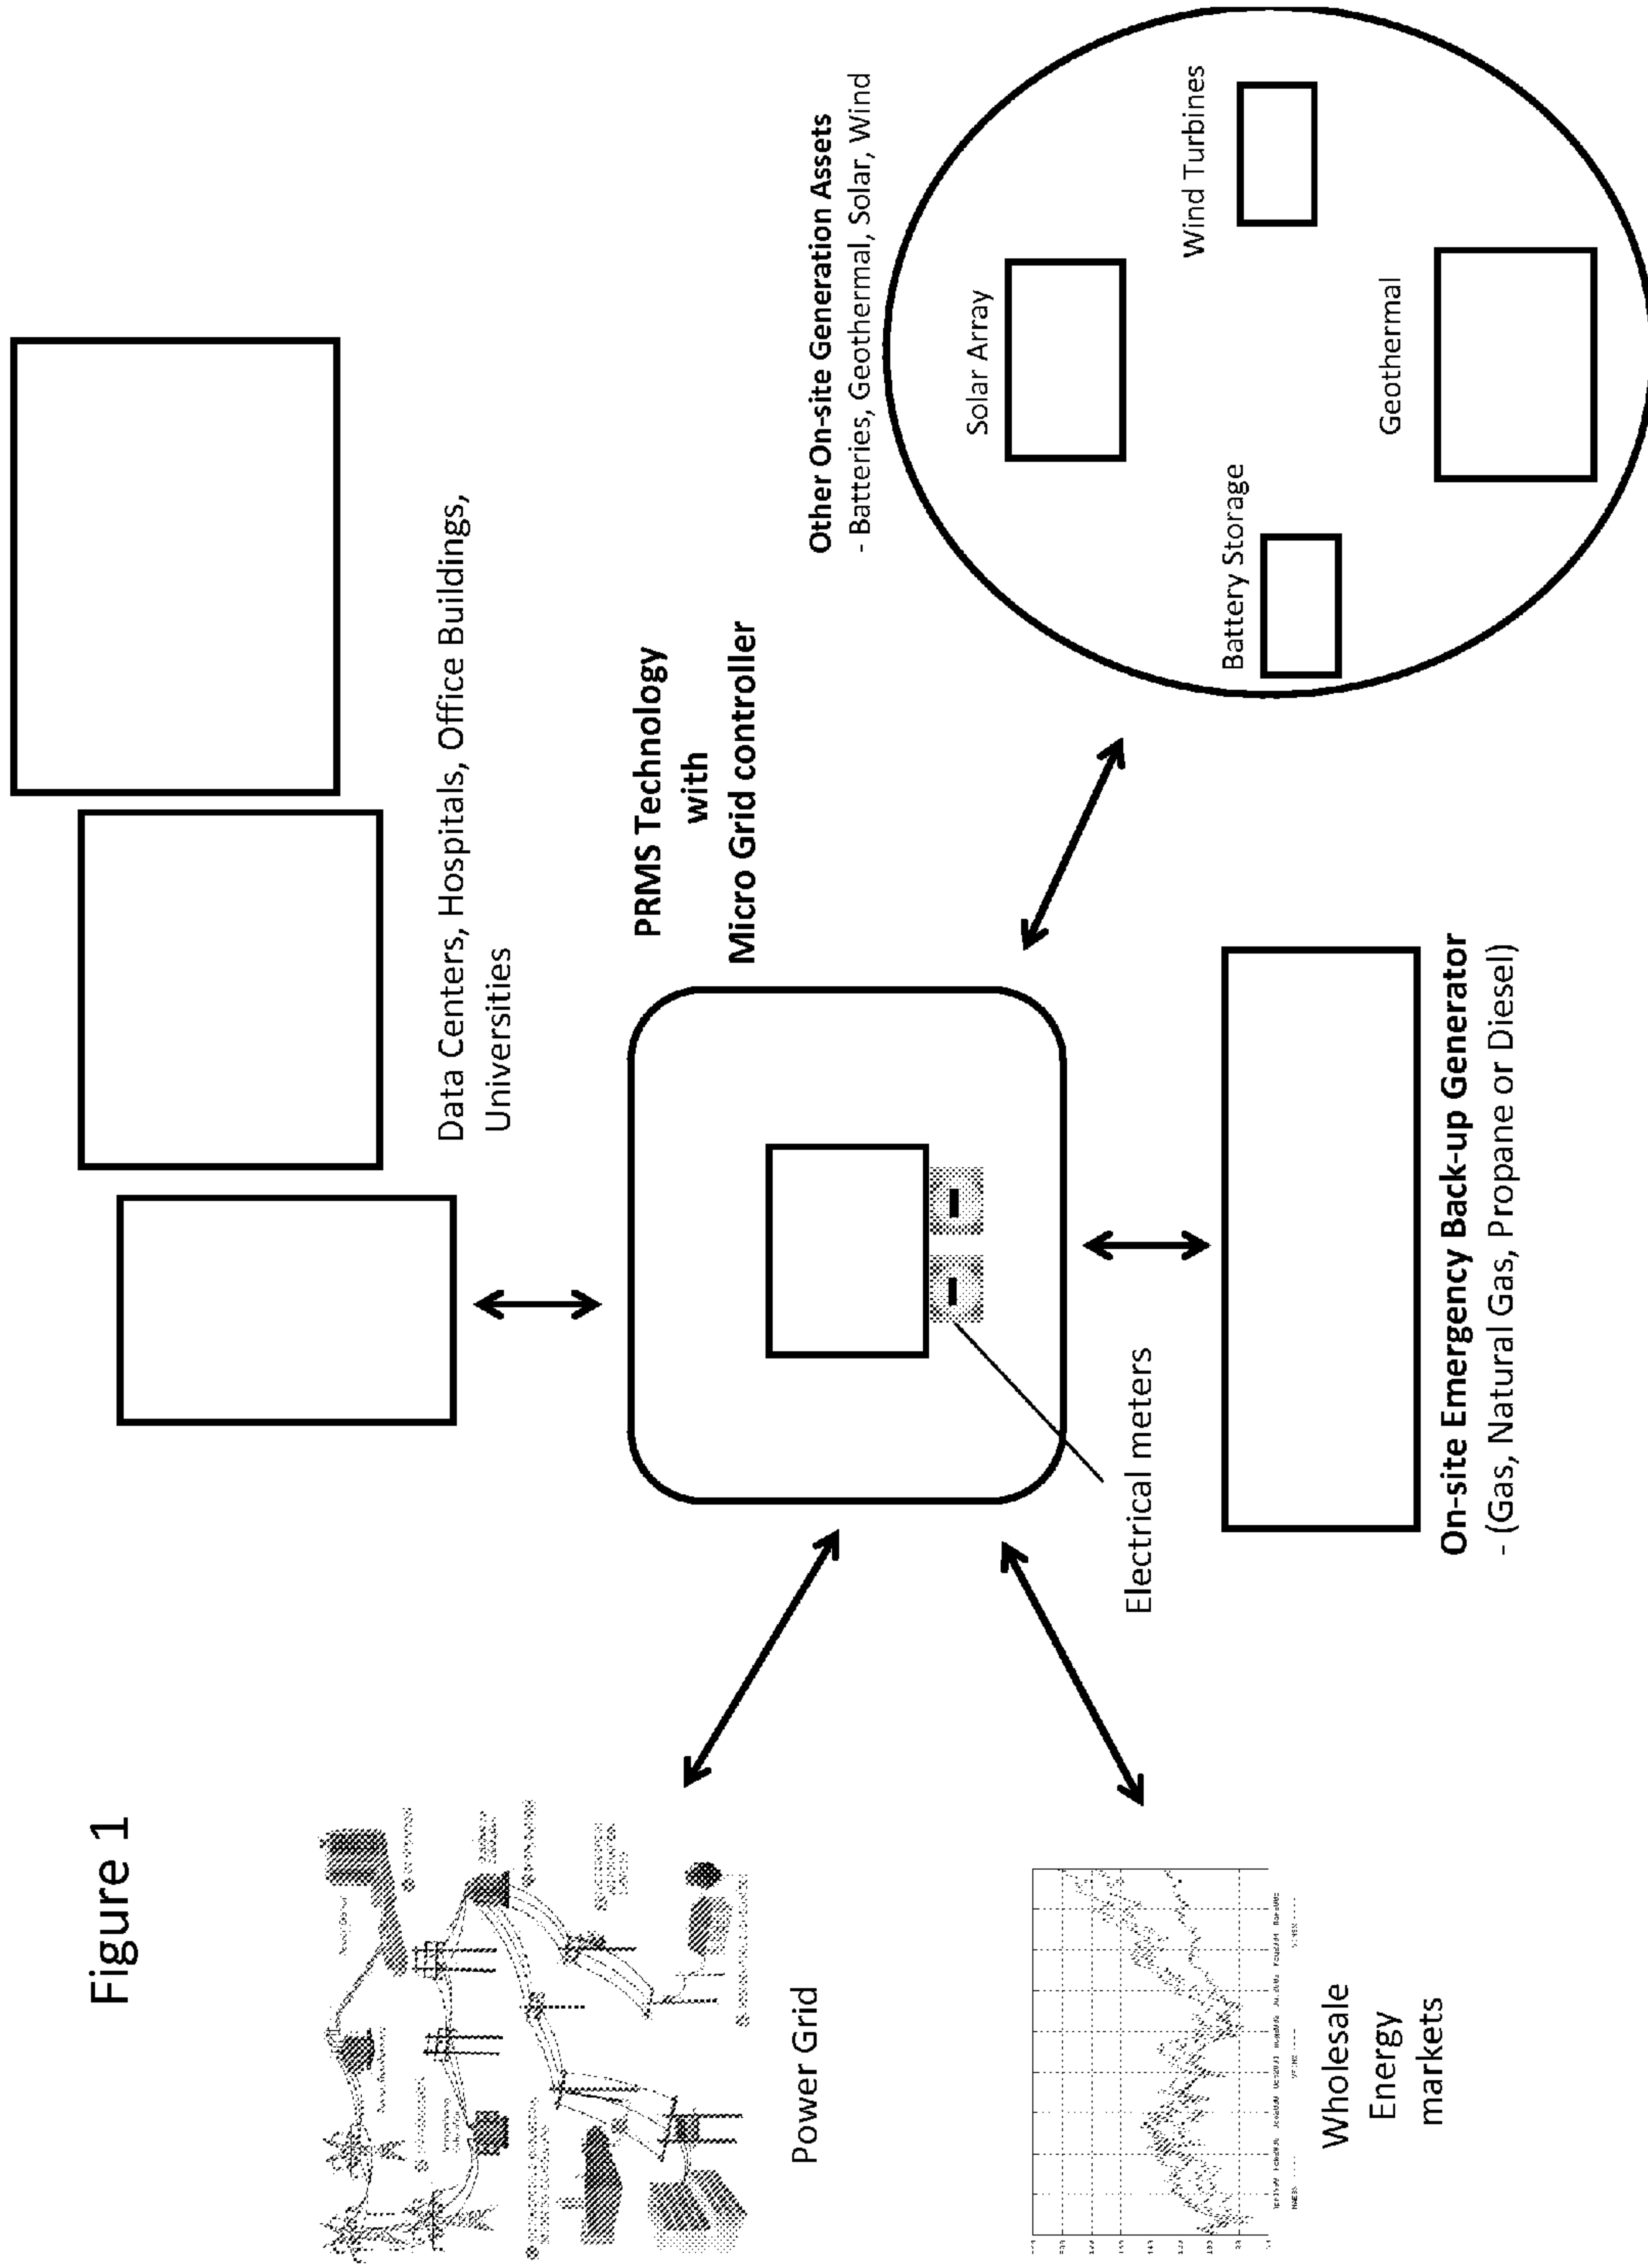 Figure 1
Data Centers, Hospitals, Office Buildings,
Universities
PRMS Technology
with
Micro Grid controller
Other On-site Generation Assets
- Batteries, Geothermal, Solar, Wind
Solar Array
Wind Turbines
Battery Storage
Geothermal
Power Grid
Electrical meters
Wholesale
Energy
markets
On-site Emergency Back-up Generator
- (Gas, Natural Gas, Propane or Diesel)